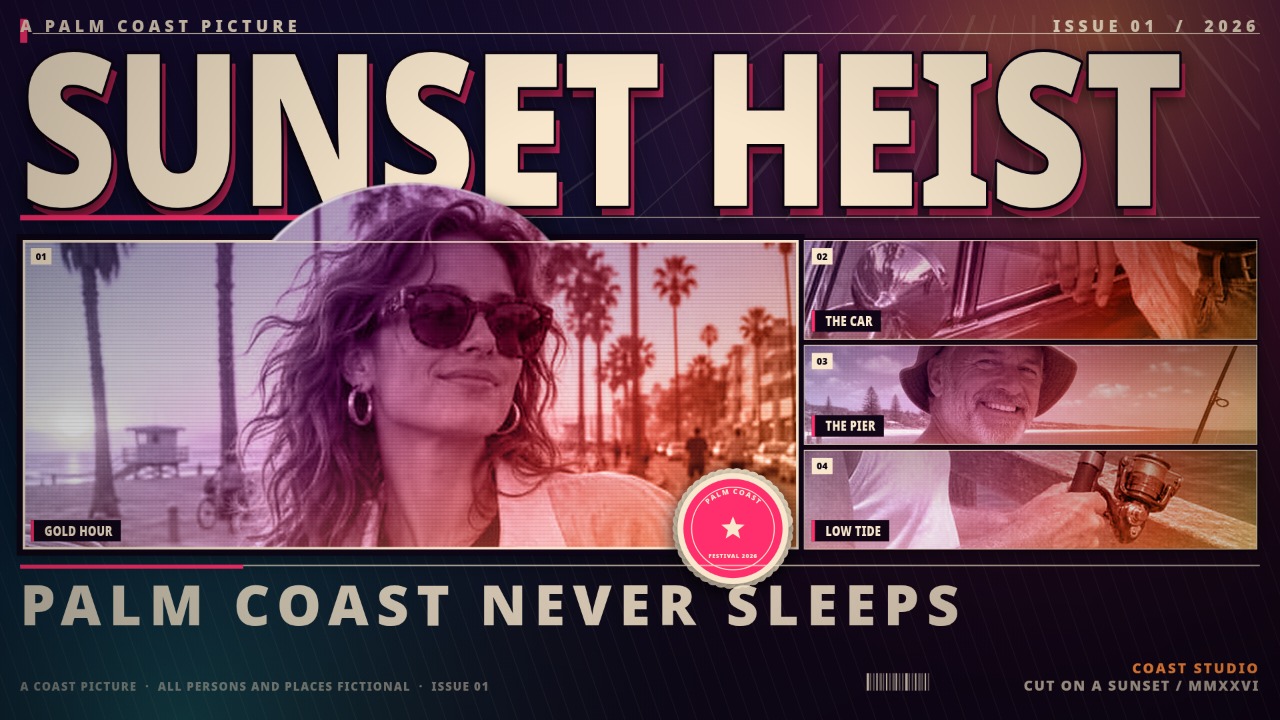 A PALM COAST PICTURE
ISSUE 01 / 2026
SUNSET HEIST
01
GOLD HOUR
02
THE CAR
03
THE PIER
04
LOW TIDE
PALM COAST
FESTIVAL 2026
PALM COAST NEVER SLEEPS
A COAST PICTURE · ALL PERSONS AND PLACES FICTIONAL · ISSUE 01
COAST STUDIO
CUT ON A SUNSET / MMXXVI